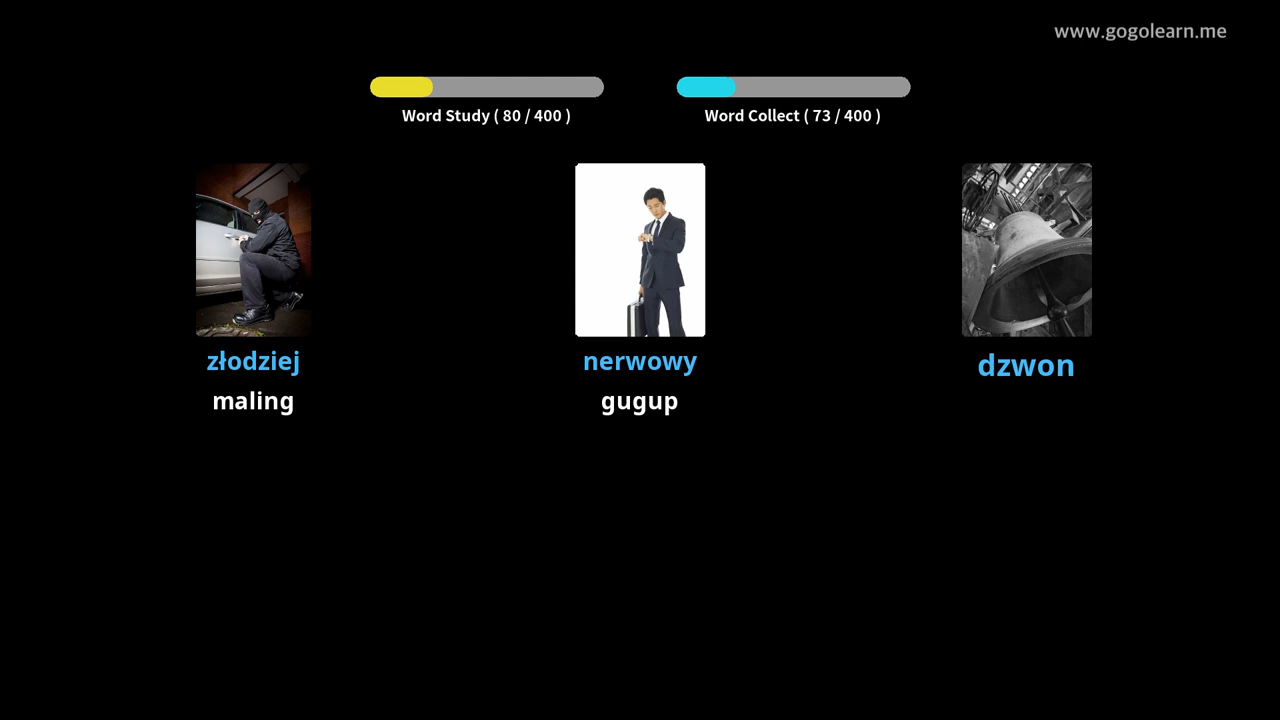 www.gogolearn.me
Word Study ( 80 / 400 )
Word Collect ( 73 / 400 )
złodziej
maling
nerwowy
gugup
dzwon